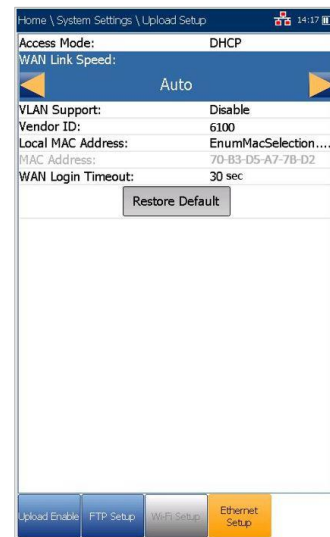 Home \ System Settings \ Upload Setup 14:17
Access Mode: DHCP
WAN Link Speed:
Auto
VLAN Support: Disable
Vendor ID: 6100
Local MAC Address: EnumMacSelection....
MAC Address: 70-B3-D5-A7-7B-D2
WAN Login Timeout: 30 sec
Restore Default
Upload Enable FTP Setup Wi-Fi Setup Ethernet
Setup